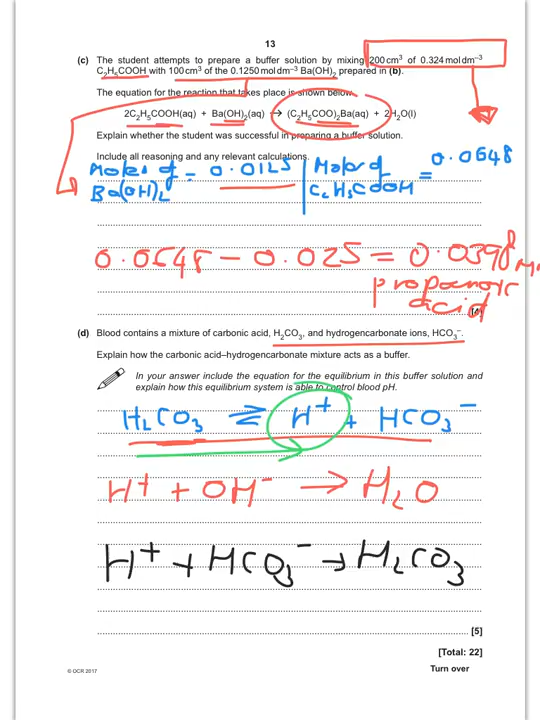 13
(c) The student attempts to prepare a buffer solution by mixing 200 cm³ of 0.324 mol dm⁻³
C₂H₅COOH with 100 cm³ of the 0.1250 mol dm⁻³ Ba(OH)₂ prepared in (b).
The equation for the reaction that takes place is shown below.
2C₂H₅COOH(aq) + Ba(OH)₂(aq) → (C₂H₅COO)₂Ba(aq) + 2H₂O(l)
Explain whether the student was successful in preparing a buffer solution.
Include all reasoning and any relevant calculations.
Moles of Ba(OH)₂ = 0.0125 | Moles of C₂H₅COOH = 0.0648
0.0648 - 0.025 = 0.0398 M
propanoic
acid
[4]
(d) Blood contains a mixture of carbonic acid, H₂CO₃, and hydrogencarbonate ions, HCO₃⁻.
Explain how the carbonic acid–hydrogencarbonate mixture acts as a buffer.
In your answer include the equation for the equilibrium in this buffer solution and
explain how this equilibrium system is able to control blood pH.
H₂CO₃ ⇌ H⁺ + HCO₃⁻
H⁺ + OH⁻ → H₂O
H⁺ + HCO₃⁻ → H₂CO₃
[5]
[Total: 22]
© OCR 2017
Turn over